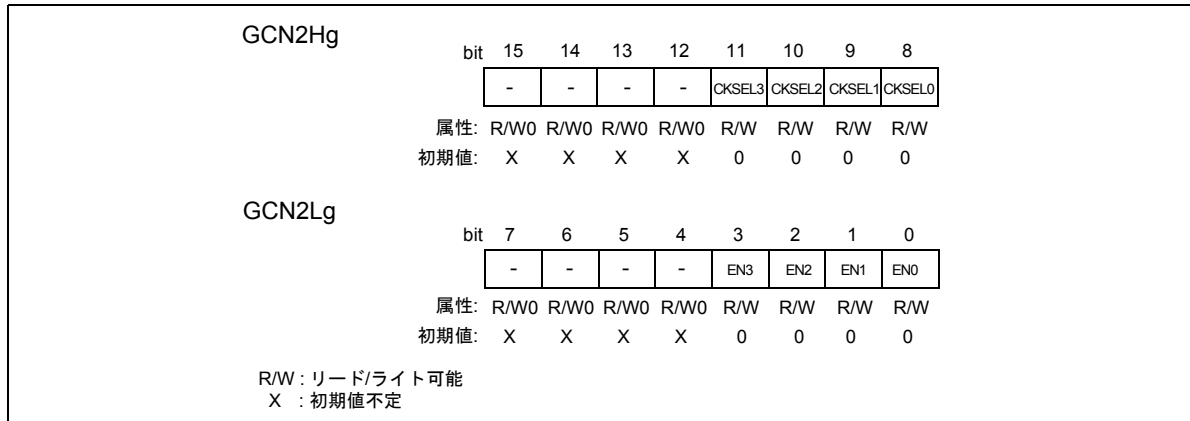 GCN2Hg
bit 15 14 13 12 11 10 9 8
- - - - CKSEL3 CKSEL2 CKSEL1 CKSEL0
属性: R/W0 R/W0 R/W0 R/W0 R/W R/W R/W R/W
初期値: X X X X 0 0 0 0
GCN2Lg
bit 7 6 5 4 3 2 1 0
- - - - EN3 EN2 EN1 EN0
属性: R/W0 R/W0 R/W0 R/W0 R/W R/W R/W R/W
初期値: X X X X 0 0 0 0
R/W : リード/ライト可能
X : 初期値不定